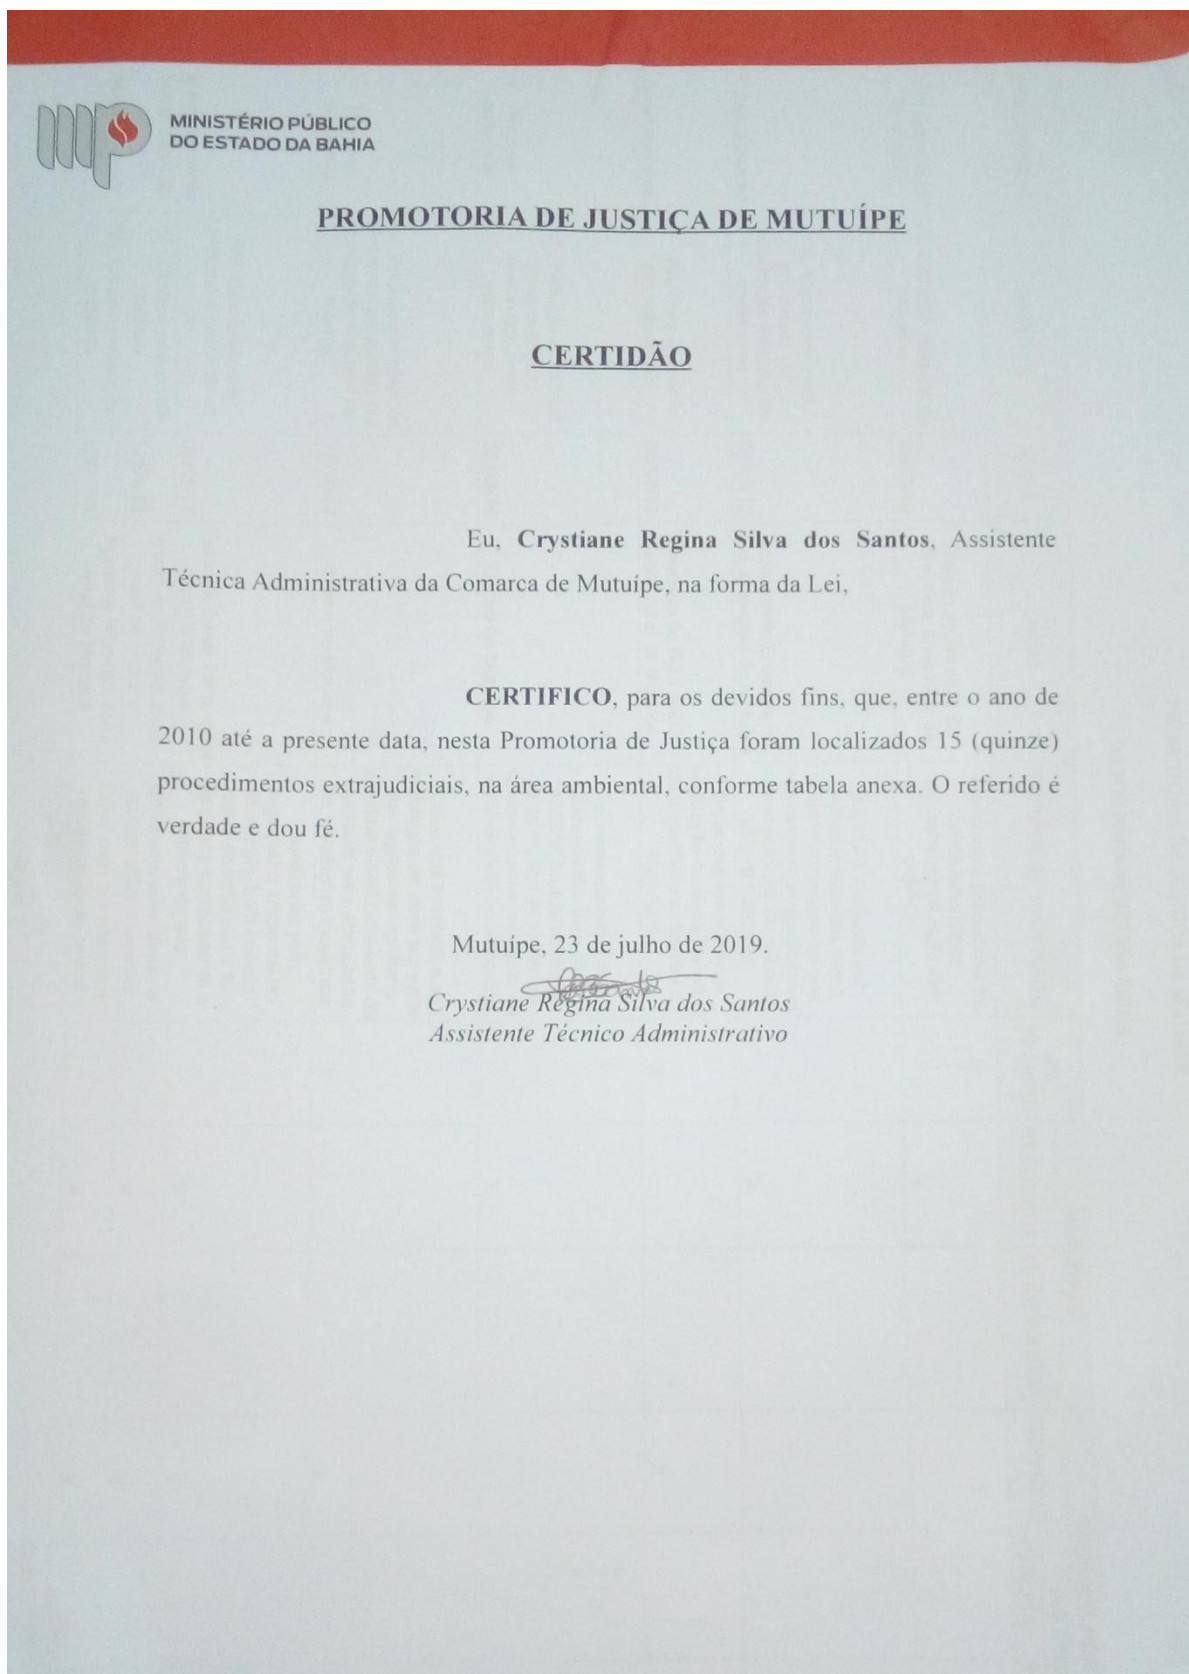 MINISTÉRIO PÚBLICO
DO ESTADO DA BAHIA
PROMOTORIA DE JUSTIÇA DE MUTUÍPE
CERTIDÃO
Eu, Crystiane Regina Silva dos Santos, Assistente
Técnica Administrativa da Comarca de Mutuípe, na forma da Lei,
CERTIFICO, para os devidos fins, que, entre o ano de
2010 até a presente data, nesta Promotoria de Justiça foram localizados 15 (quinze)
procedimentos extrajudiciais, na área ambiental, conforme tabela anexa. O referido é
verdade e dou fé.
Mutuípe, 23 de julho de 2019.
Crystiane Regina Silva dos Santos
Assistente Técnico Administrativo